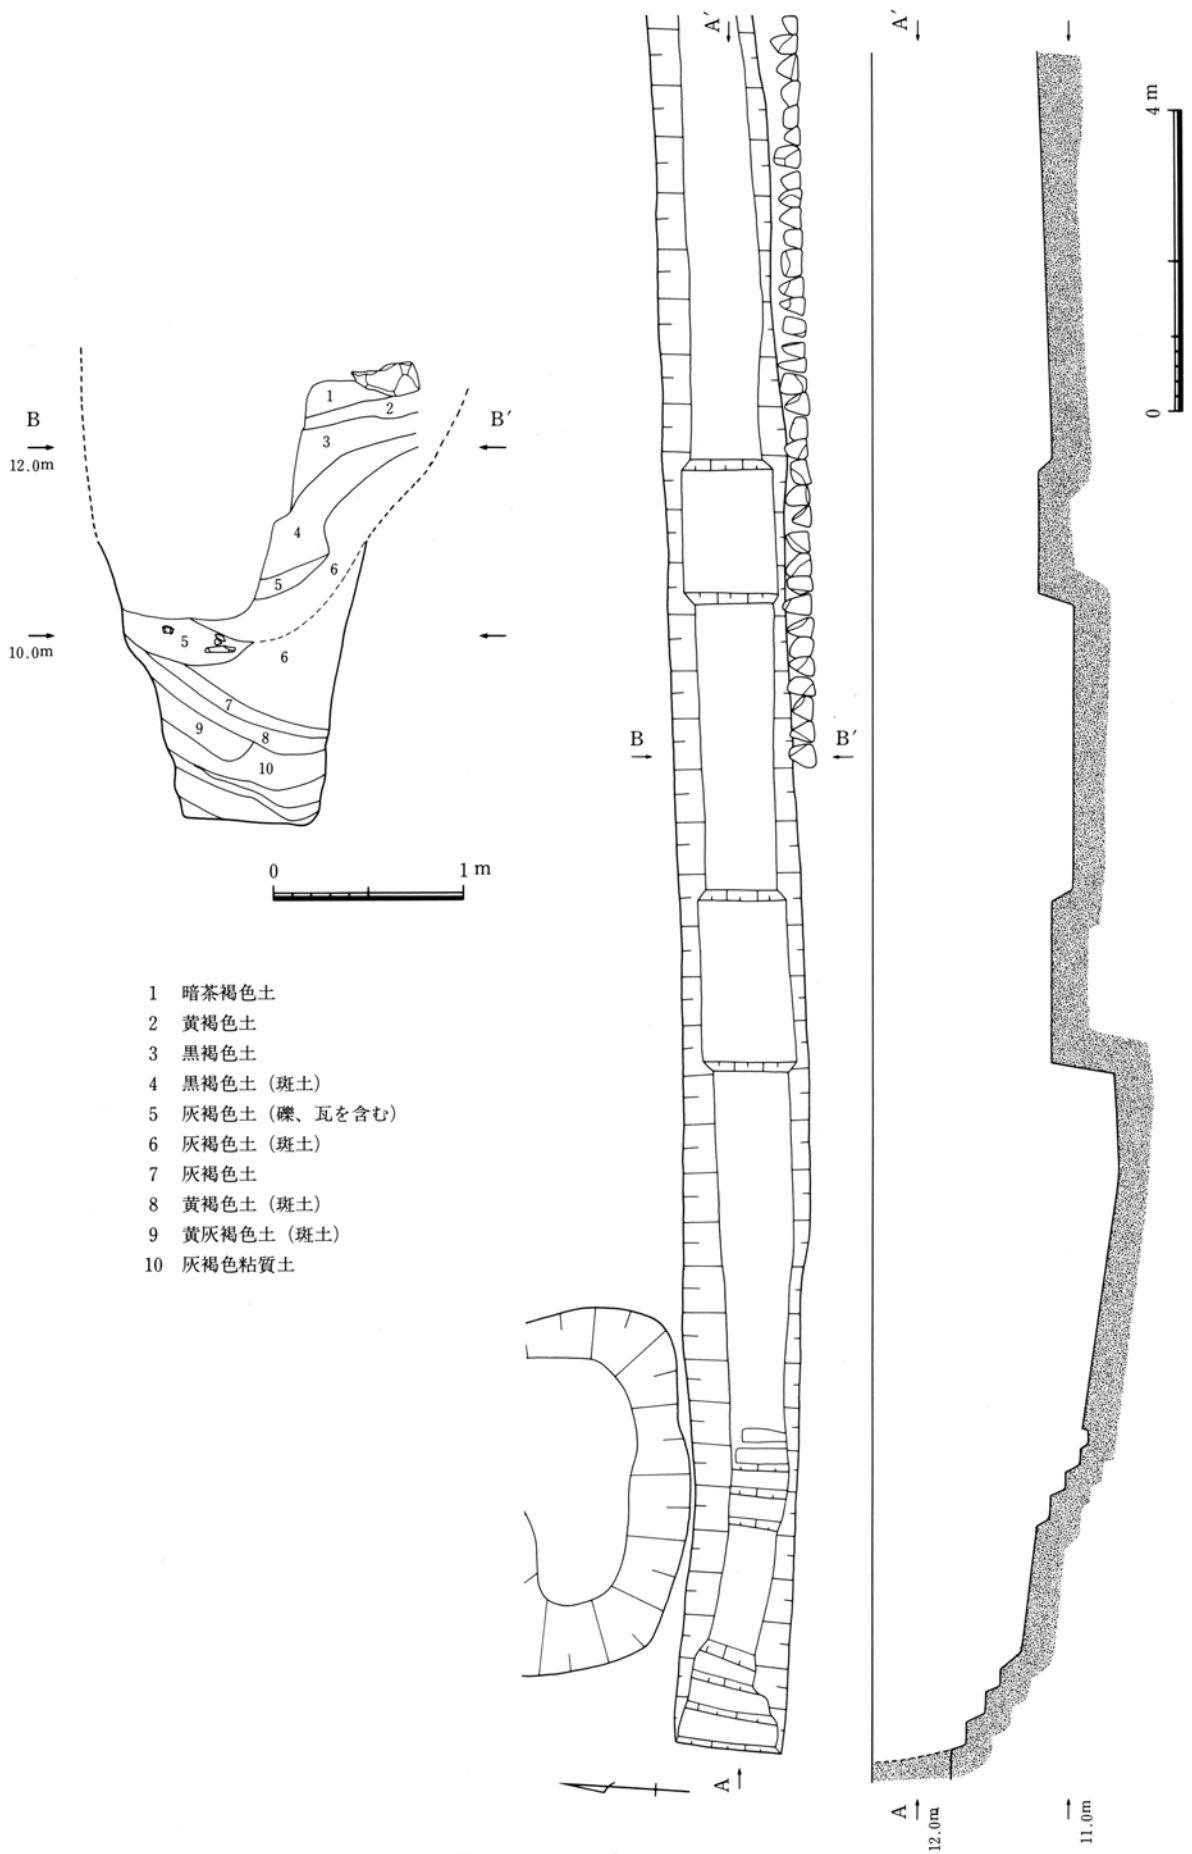 A′
A′
4 m
0
B
12.0m
B′
1
2
3
4
5
6
10.0m
5
6
7
8
9
10
0
1 m
B
B′
1 暗茶褐色土
2 黄褐色土
3 黒褐色土
4 黒褐色土（斑土）
5 灰褐色土（礫、瓦を含む）
6 灰褐色土（斑土）
7 灰褐色土
8 黄褐色土（斑土）
9 黄灰褐色土（斑土）
10 灰褐色粘質土
A
A
12.0m
11.0m